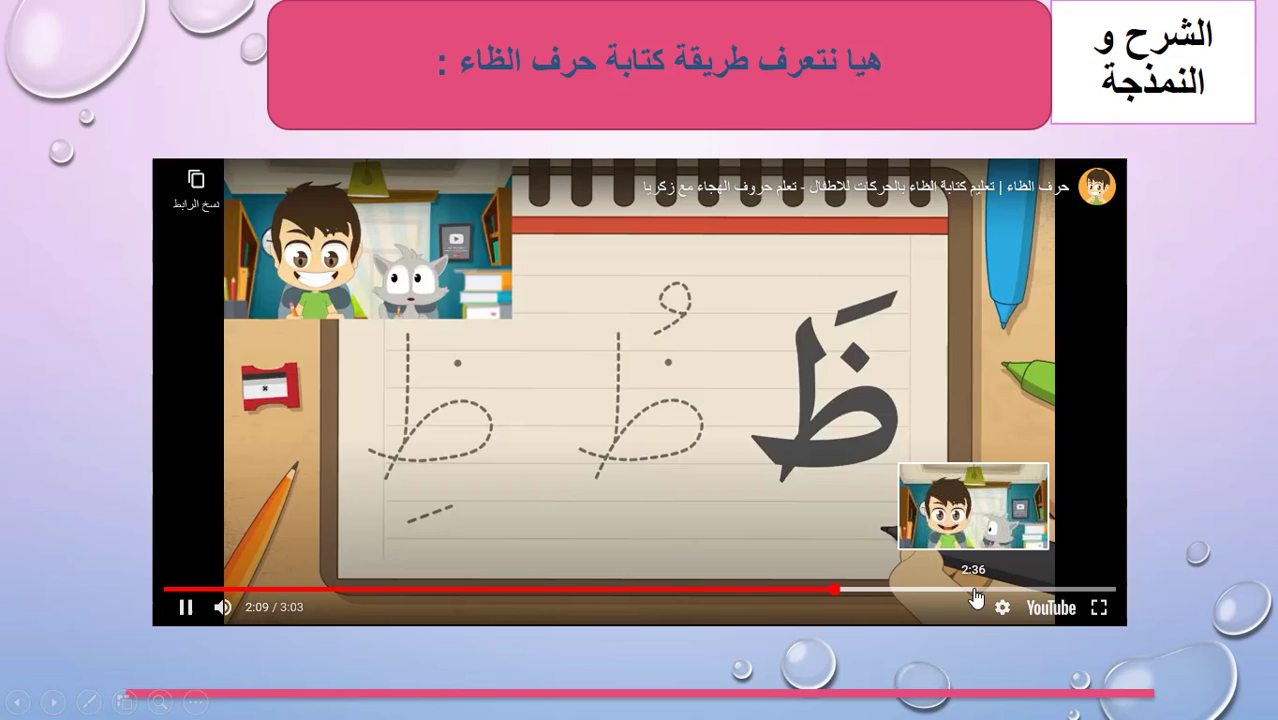 الشرح و
النمذجة
هيا نتعرف طريقة كتابة حرف الظاء :
حرف الظاء | تعليم كتابة الظاء بالحركات للاطفال - تعلم حروف الهجاء مع زكريا
نسخ الرابط
ظَ ظُ ظِ
2:36
2:09 / 3:03
YouTube